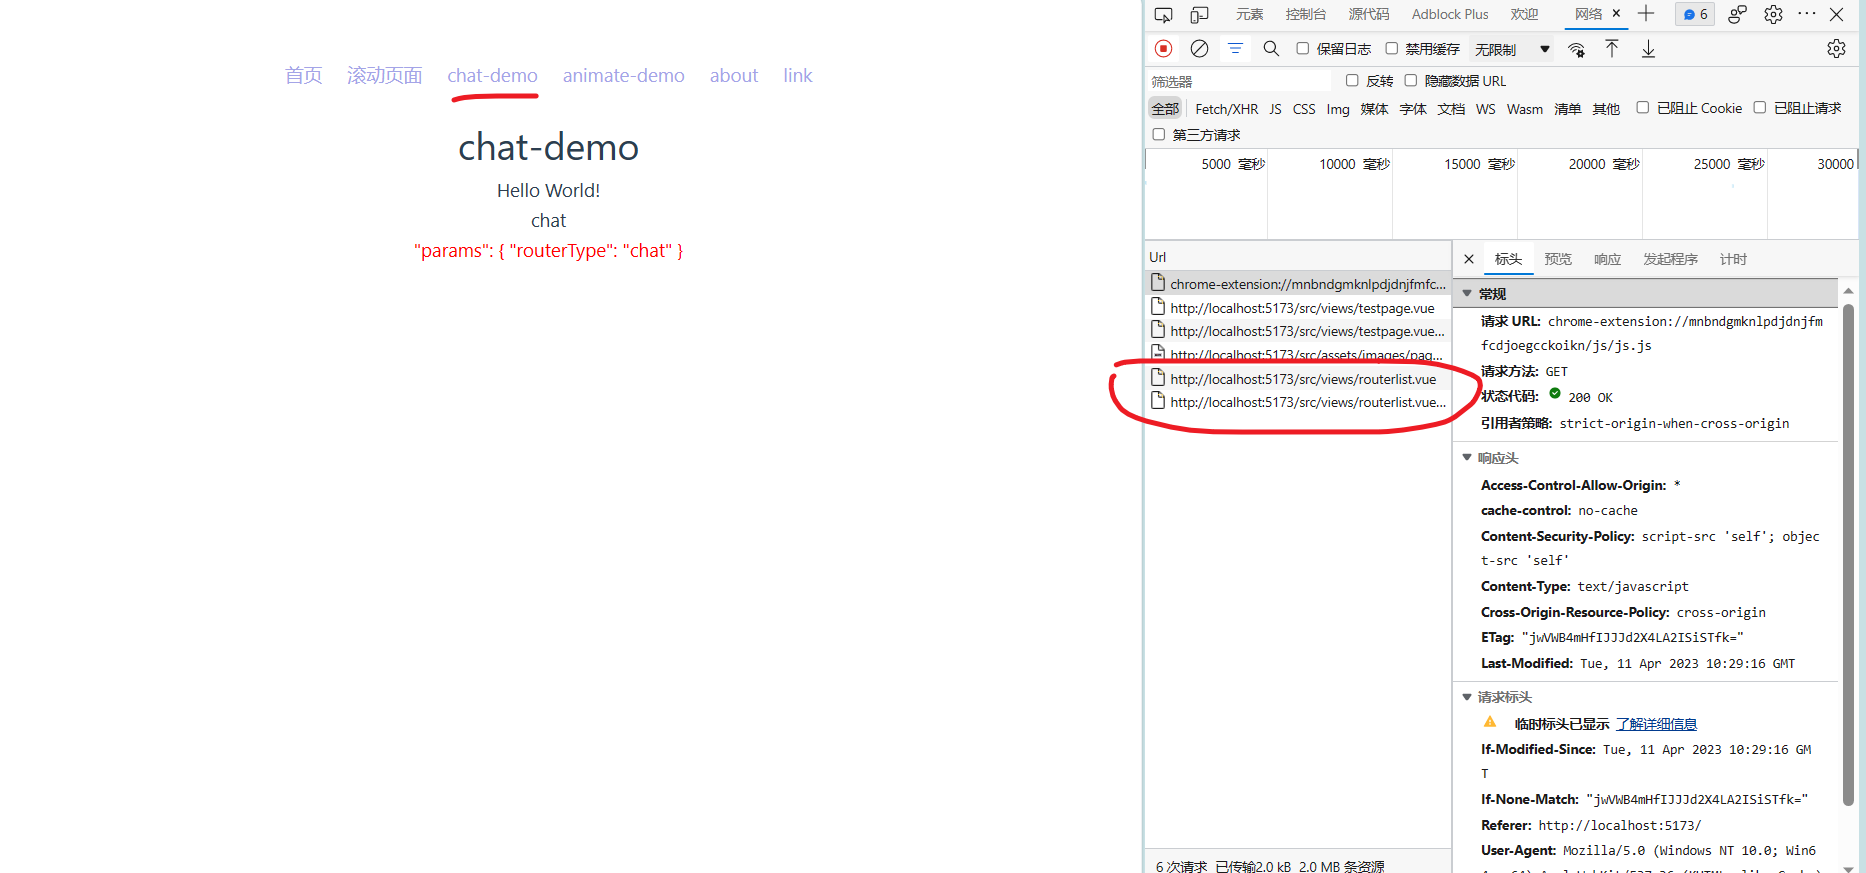 首页 滚动页面 chat-demo animate-demo about link
chat-demo
Hello World!
chat
"params": { "routerType": "chat" }
元素 控制台 源代码 Adblock Plus 欢迎 网络 6
保留日志 禁用缓存 无限制
筛选器 反转 隐藏数据 URL
全部 Fetch/XHR JS CSS Img 媒体 字体 文档 WS Wasm 清单 其他 已阻止 Cookie 已阻止请求
第三方请求
5000 毫秒 10000 毫秒 15000 毫秒 20000 毫秒 25000 毫秒 30000
Url
chrome-extension://mnbndgmknlpdjdnjfmfc...
http://localhost:5173/src/views/testpage.vue
http://localhost:5173/src/views/testpage.vue...
http://localhost:5173/src/assets/images/pag...
http://localhost:5173/src/views/routerlist.vue
http://localhost:5173/src/views/routerlist.vue...
6 次请求 已传输2.0 kB 2.0 MB 条资源
标头 预览 响应 发起程序 计时
常规
请求 URL: chrome-extension://mnbndgmknlpdjdnjfm
fcdjoegcckoikn/js/js.js
请求方法: GET
状态代码: 200 OK
引用者策略: strict-origin-when-cross-origin
响应头
Access-Control-Allow-Origin: *
cache-control: no-cache
Content-Security-Policy: script-src 'self'; objec
t-src 'self'
Content-Type: text/javascript
Cross-Origin-Resource-Policy: cross-origin
ETag: "jwVWB4mHfIJJJd2X4LA2ISiSTfk="
Last-Modified: Tue, 11 Apr 2023 10:29:16 GMT
请求标头
临时标头已显示 了解详细信息
If-Modified-Since: Tue, 11 Apr 2023 10:29:16 GM
T
If-None-Match: "jwVWB4mHfIJJJd2X4LA2ISiSTfk="
Referer: http://localhost:5173/
User-Agent: Mozilla/5.0 (Windows NT 10.0; Win6